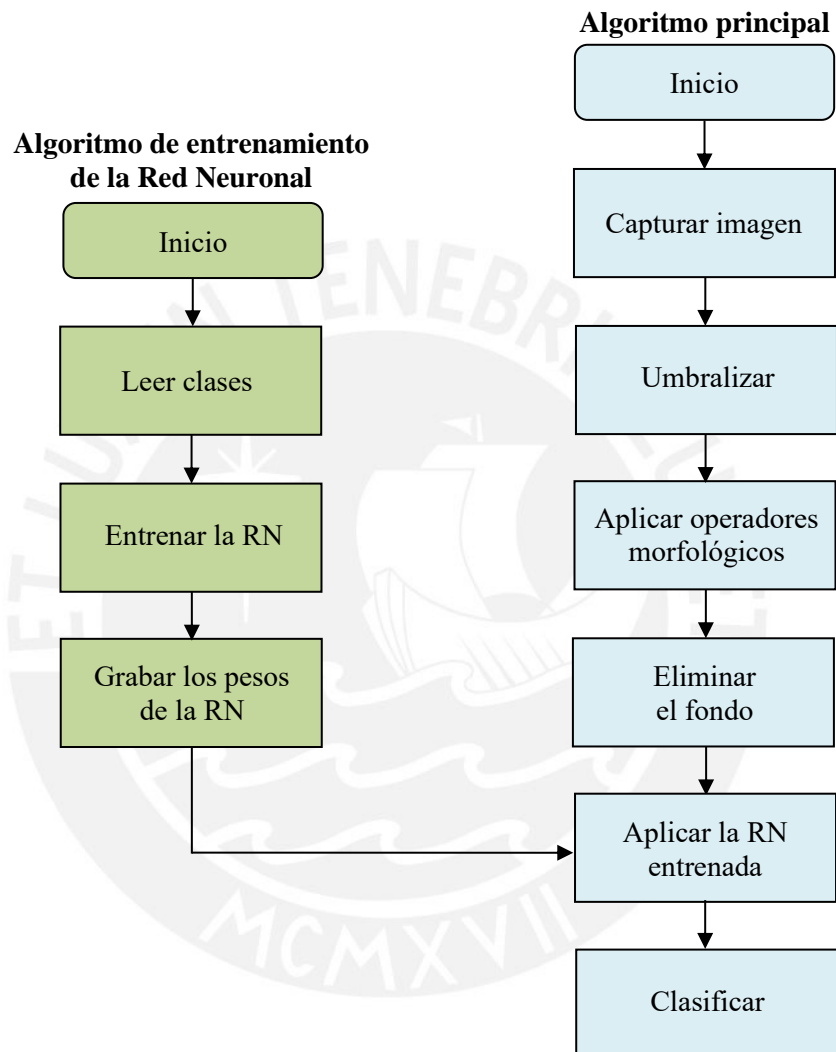 Algoritmo principal
Inicio
Capturar imagen
Umbralizar
Aplicar operadores
morfológicos
Eliminar
el fondo
Aplicar la RN
entrenada
Clasificar
Algoritmo de entrenamiento
de la Red Neuronal
Inicio
Leer clases
Entrenar la RN
Grabar los pesos
de la RN
MCMXVII